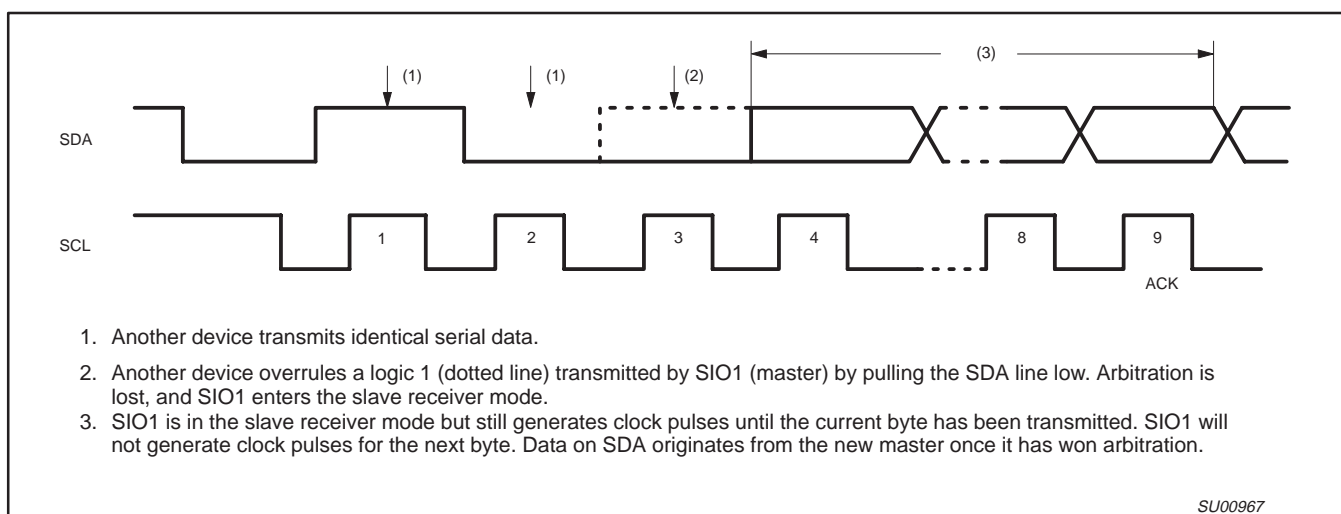 (3)
(1) (1) (2)
SDA
SCL
1 2 3 4 8 9
ACK
1. Another device transmits identical serial data.
2. Another device overrules a logic 1 (dotted line) transmitted by SIO1 (master) by pulling the SDA line low. Arbitration is
lost, and SIO1 enters the slave receiver mode.
3. SIO1 is in the slave receiver mode but still generates clock pulses until the current byte has been transmitted. SIO1 will
not generate clock pulses for the next byte. Data on SDA originates from the new master once it has won arbitration.
SU00967